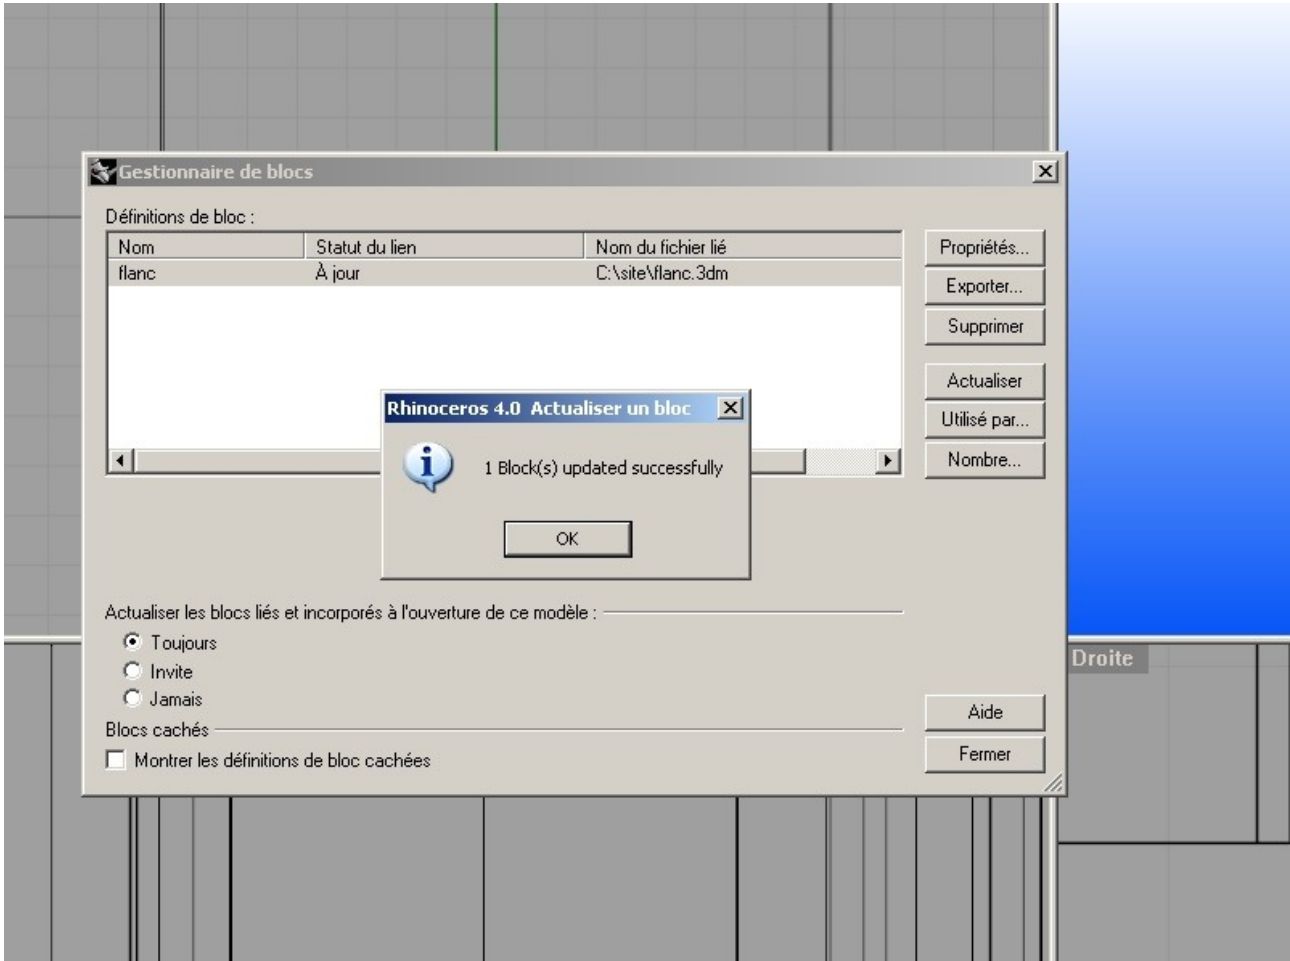 Gestionnaire de blocs
Définitions de bloc :
Nom Statut du lien Nom du fichier lié
flanc À jour C:\site\flanc.3dm
Propriétés...
Exporter...
Supprimer
Actualiser
Utilisé par...
Nombre...
Rhinoceros 4.0 Actualiser un bloc
1 Block(s) updated successfully
OK
Actualiser les blocs liés et incorporés à l'ouverture de ce modèle :
Toujours
Invite
Jamais
Blocs cachés
Montrer les définitions de bloc cachées
Aide
Fermer
Droite